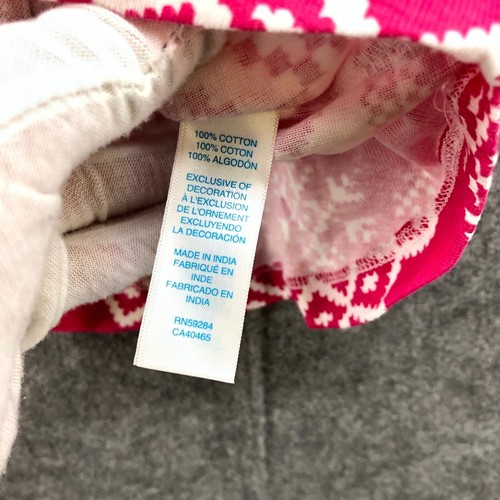 100% COTTON
100% COTON
100% ALGODÓN
EXCLUSIVE OF
DECORATION
À L'EXCLUSION
DE L'ORNEMENT
EXCLUYENDO
LA DECORACIÓN
MADE IN INDIA
FABRIQUÉ EN
INDE
FABRICADO EN
INDIA
RN59284
CA40465